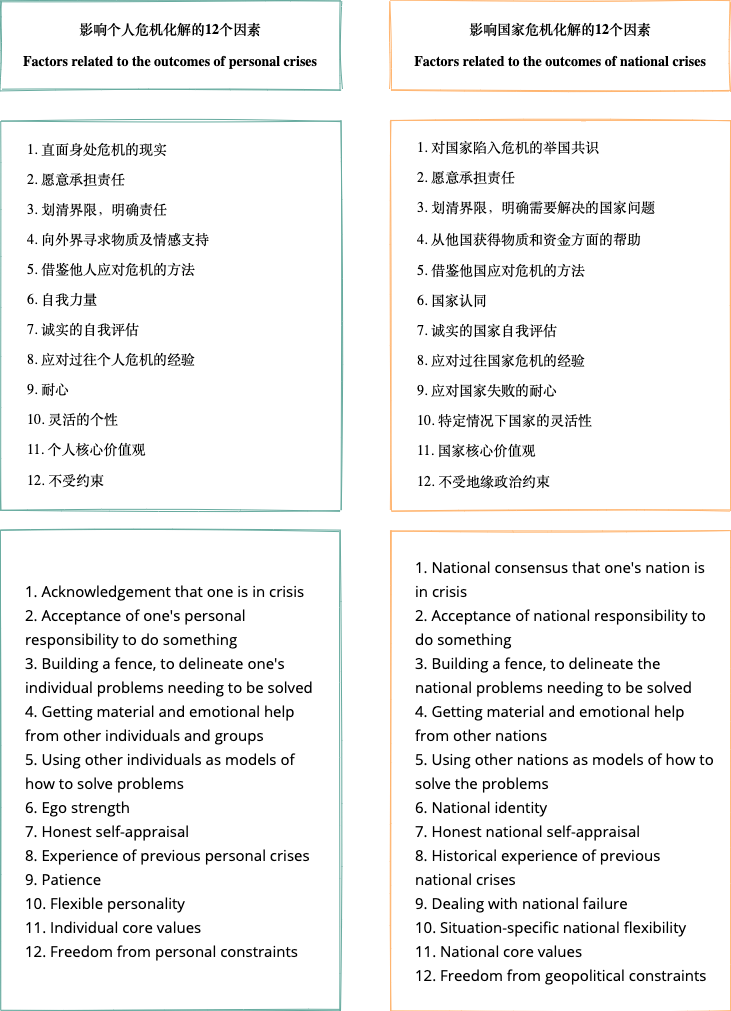 影响个人危机化解的12个因素
Factors related to the outcomes of personal crises
影响国家危机化解的12个因素
Factors related to the outcomes of national crises
1. 直面身处危机的现实
2. 愿意承担责任
3. 划清界限，明确责任
4. 向外界寻求物质及情感支持
5. 借鉴他人应对危机的方法
6. 自我力量
7. 诚实的自我评估
8. 应对过往个人危机的经验
9. 耐心
10. 灵活的个性
11. 个人核心价值观
12. 不受约束
1. 对国家陷入危机的举国共识
2. 愿意承担责任
3. 划清界限，明确需要解决的国家问题
4. 从他国获得物质和资金方面的帮助
5. 借鉴他国应对危机的方法
6. 国家认同
7. 诚实的国家自我评估
8. 应对过往国家危机的经验
9. 应对国家失败的耐心
10. 特定情况下国家的灵活性
11. 国家核心价值观
12. 不受地缘政治约束
1. Acknowledgement that one is in crisis
2. Acceptance of one's personal
responsibility to do something
3. Building a fence, to delineate one's
individual problems needing to be solved
4. Getting material and emotional help
from other individuals and groups
5. Using other individuals as models of
how to solve problems
6. Ego strength
7. Honest self-appraisal
8. Experience of previous personal crises
9. Patience
10. Flexible personality
11. Individual core values
12. Freedom from personal constraints
1. National consensus that one's nation is
in crisis
2. Acceptance of national responsibility to
do something
3. Building a fence, to delineate the
national problems needing to be solved
4. Getting material and emotional help
from other nations
5. Using other nations as models of how to
solve the problems
6. National identity
7. Honest national self-appraisal
8. Historical experience of previous
national crises
9. Dealing with national failure
10. Situation-specific national flexibility
11. National core values
12. Freedom from geopolitical constraints